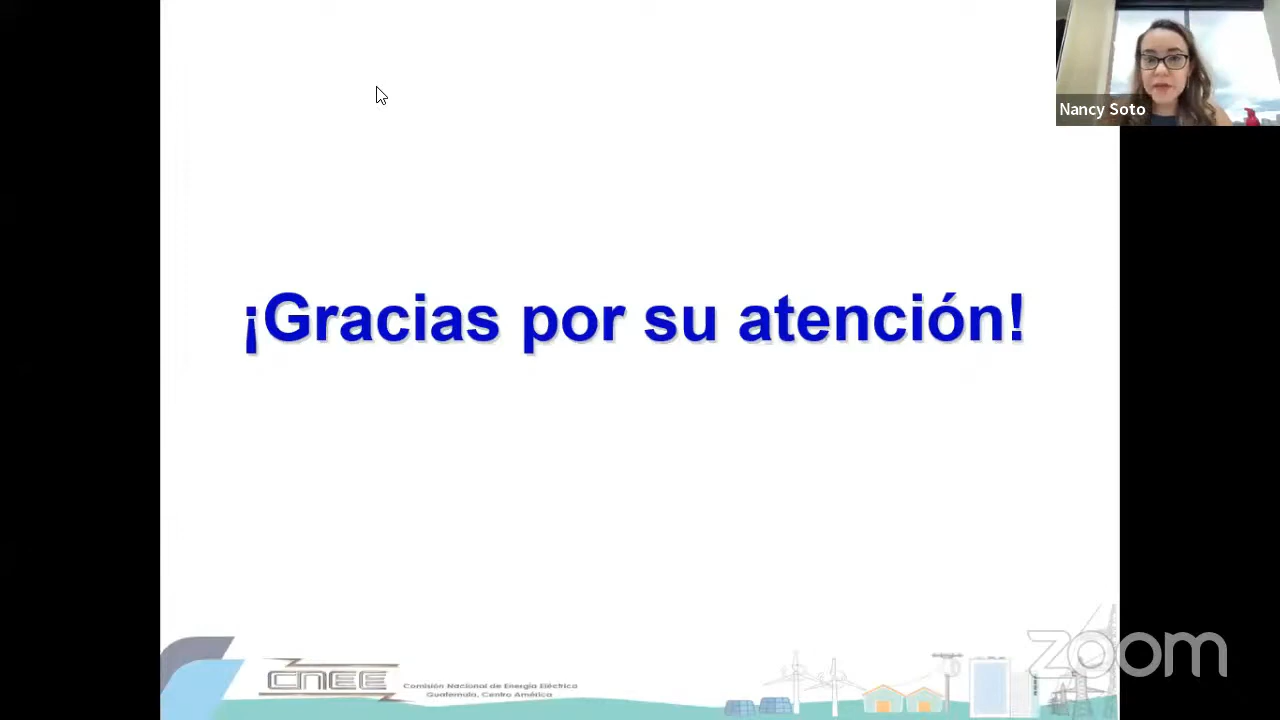 Nancy Soto
¡Gracias por su atención!
CNEE
Comisión Nacional de Energía Eléctrica
Guatemala, Centro América
zoom